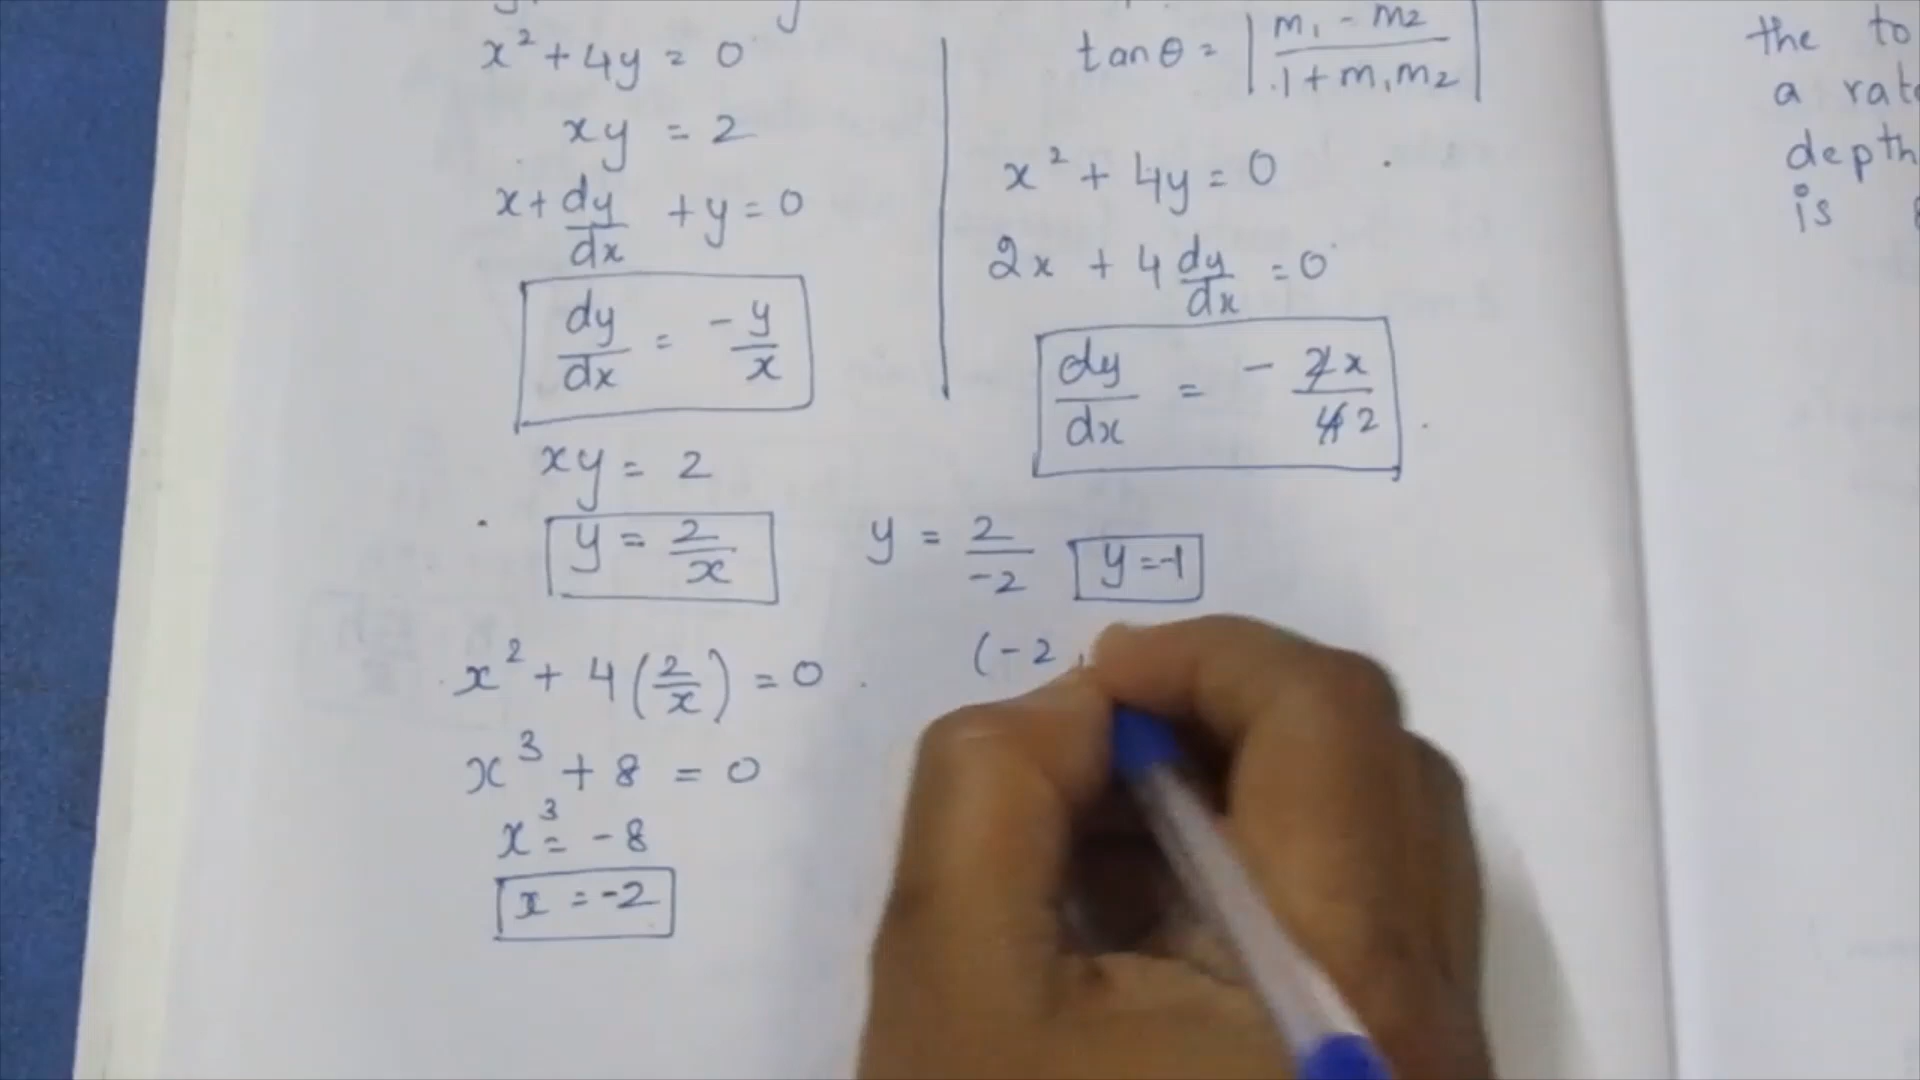 x² + 4y = 0
xy = 2
x + dy/dx + y = 0
dy/dx = - y/x
xy = 2
y = 2/x
x² + 4(2/x) = 0
x³ + 8 = 0
x³ = -8
x = -2
tanθ = |m₁ - m₂ / 1 + m₁m₂|
x² + 4y = 0
2x + 4 dy/dx = 0
dy/dx = - 2x/4 2
y = 2/-2
y = -1
(-2,
the to
a rat
depth
is